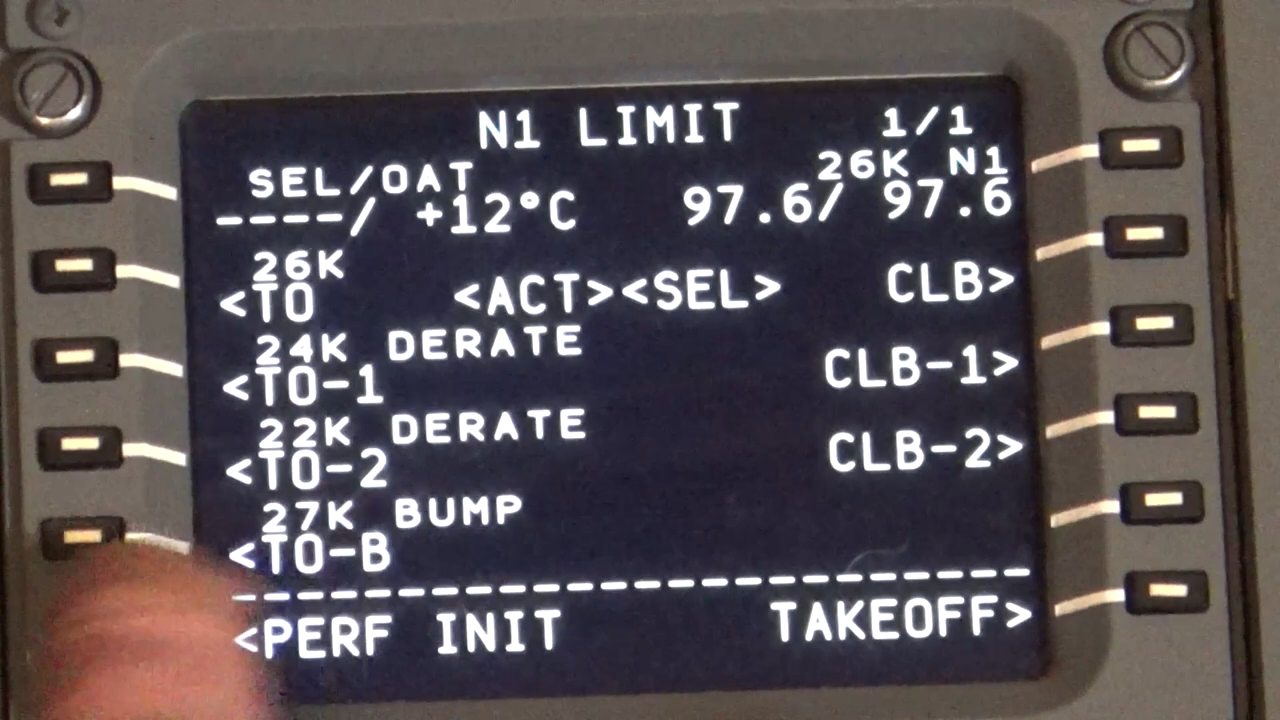 N1 LIMIT 1/1
SEL/OAT 26K N1
----/ +12°C 97.6/ 97.6
26K
<TO <ACT><SEL> CLB>
24K DERATE
<TO-1 CLB-1>
22K DERATE
<TO-2 CLB-2>
27K BUMP
<TO-B
------------------------------
<PERF INIT TAKEOFF>